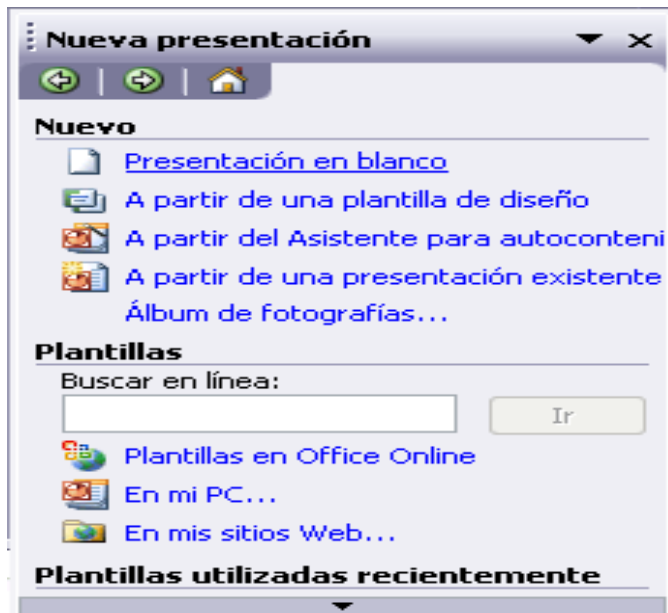 Nueva presentación
Nuevo
Presentación en blanco
A partir de una plantilla de diseño
A partir del Asistente para autoconteni
A partir de una presentación existente
Álbum de fotografías...
Plantillas
Buscar en línea:
Ir
Plantillas en Office Online
En mi PC...
En mis sitios Web...
Plantillas utilizadas recientemente